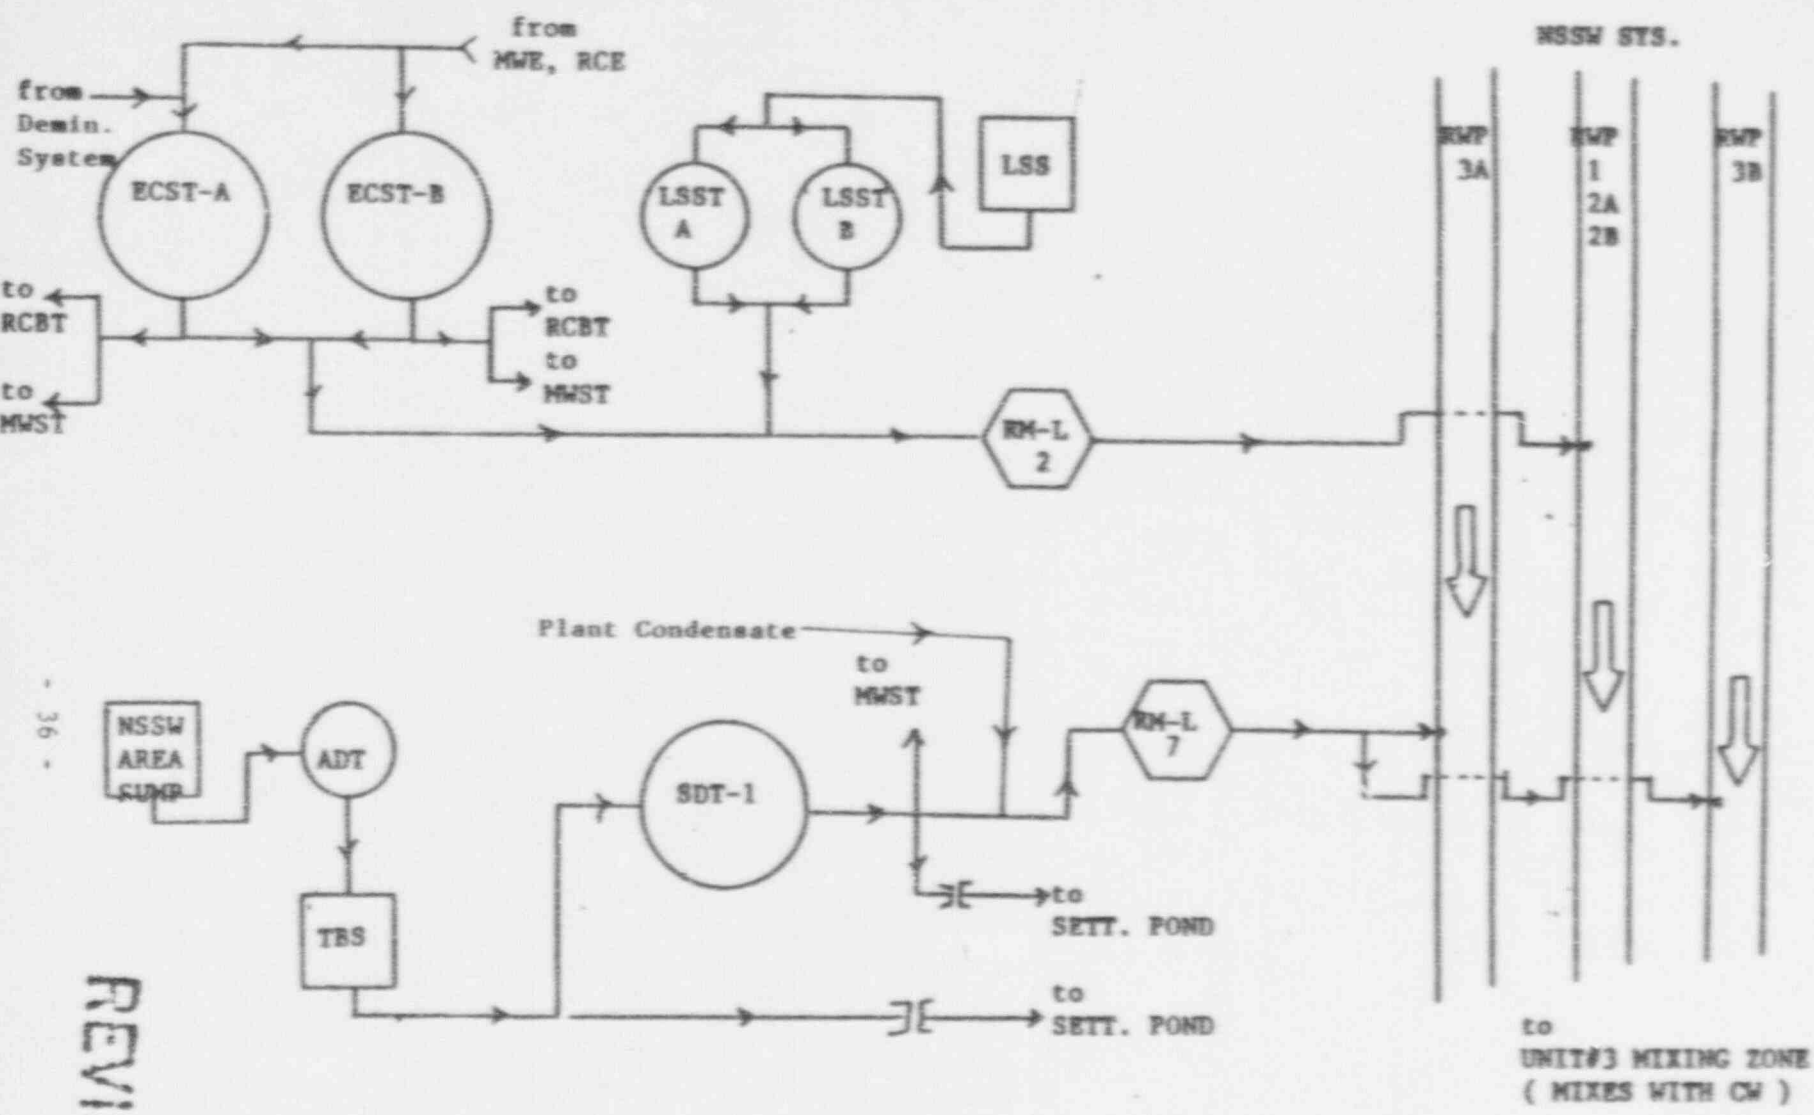 from
MWE, RCE
NSSW SYS.
from
Demin.
System
ECST-A
ECST-B
LSST
A
LSST
B
LSS
RWP
3A
RWP
1
2A
2B
RWP
3B
to
RCBT
to
MWST
to
RCBT
to
MWST
RM-L
2
Plant Condensate
to
MWST
NSSW
AREA
SUMP
ADT
SDT-1
RM-L
7
TBS
to
SETT. POND
to
SETT. POND
to
UNIT#3 MIXING ZONE
( MIXES WITH CW )
- 36 -